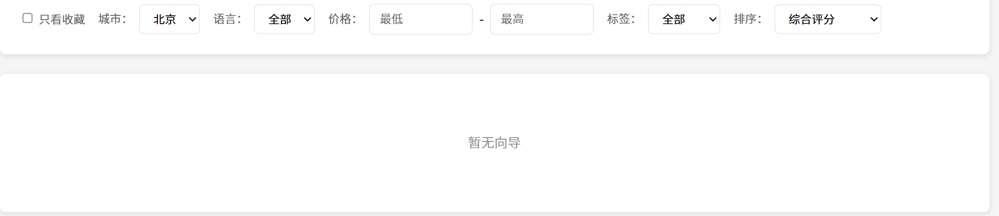 只看收藏 城市： 北京 语言： 全部 价格： 最低 - 最高 标签： 全部 排序： 综合评分
暂无向导